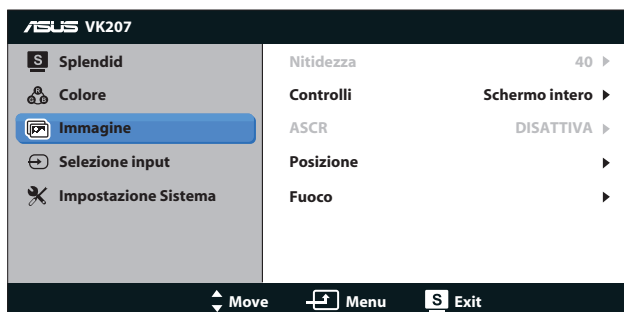 ASUS VK207
S Splendid
Nitidezza 40
R G B Colore
Controlli Schermo intero
Immagine
ASCR DISATTIVA
Selezione input
Posizione
Impostazione Sistema
Fuoco
Move Menu S Exit